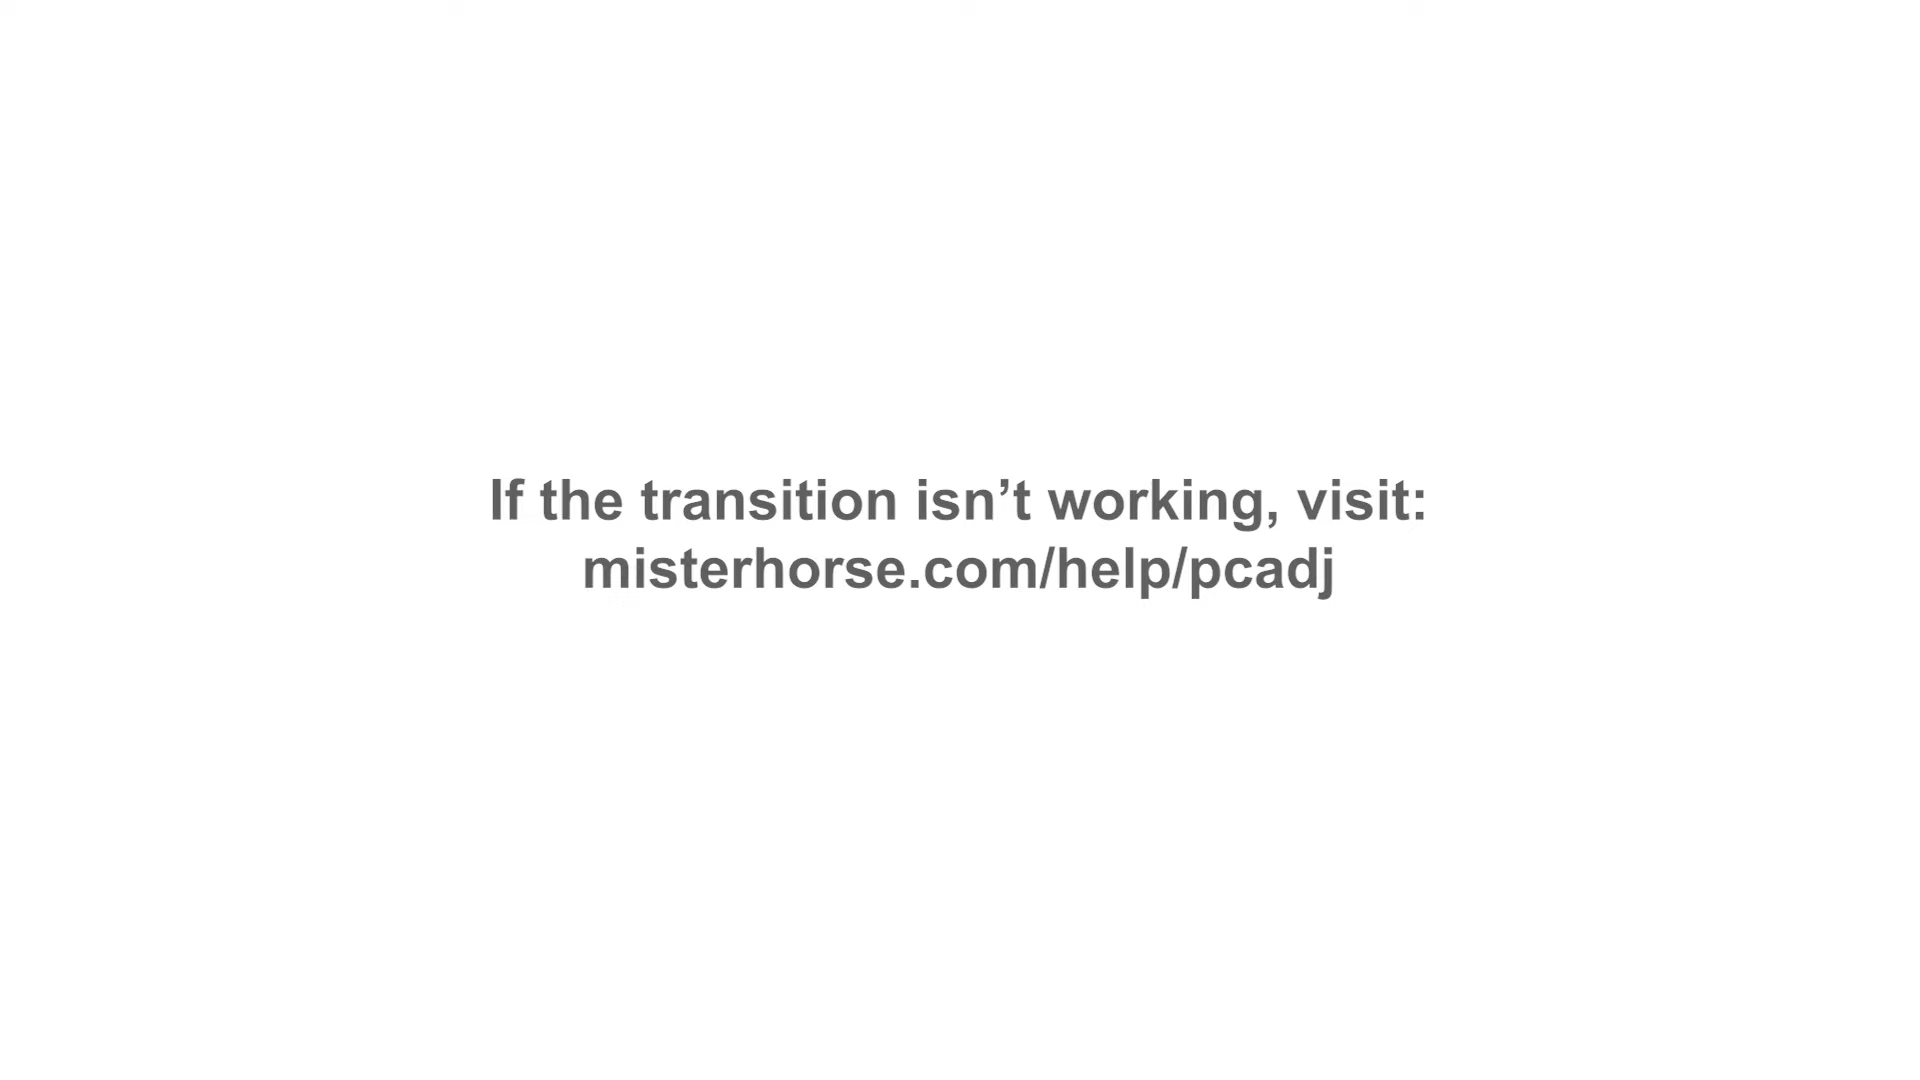 If the transition isn’t working, visit:
misterhorse.com/help/pcadj